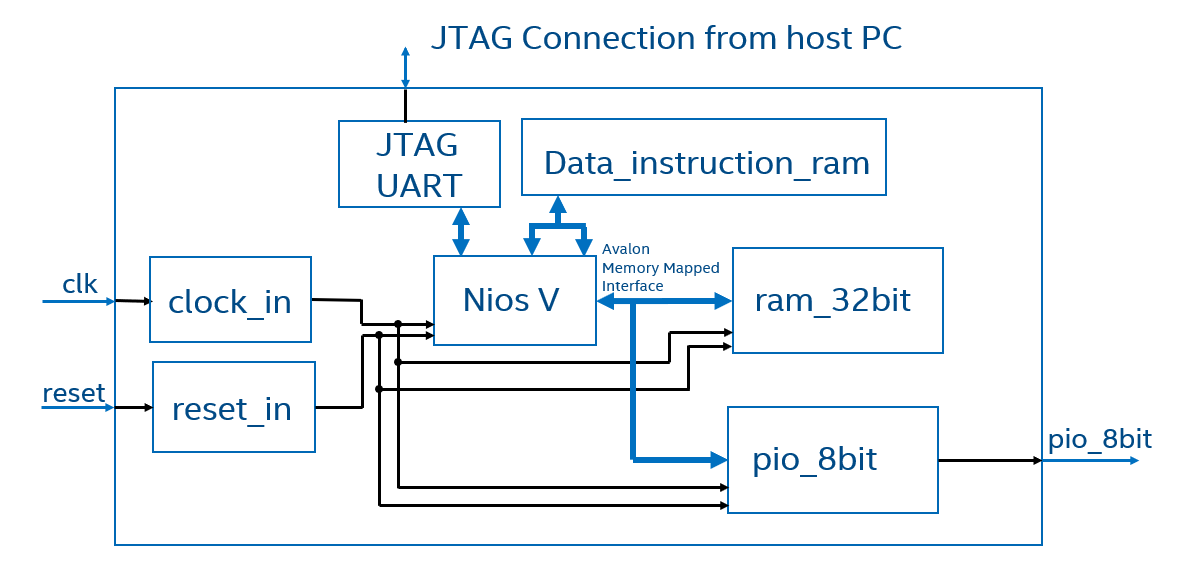 JTAG Connection from host PC
JTAG
UART
Data_instruction_ram
Avalon
Memory Mapped
Interface
clk
clock_in
Nios V
ram_32bit
reset
reset_in
pio_8bit
pio_8bit